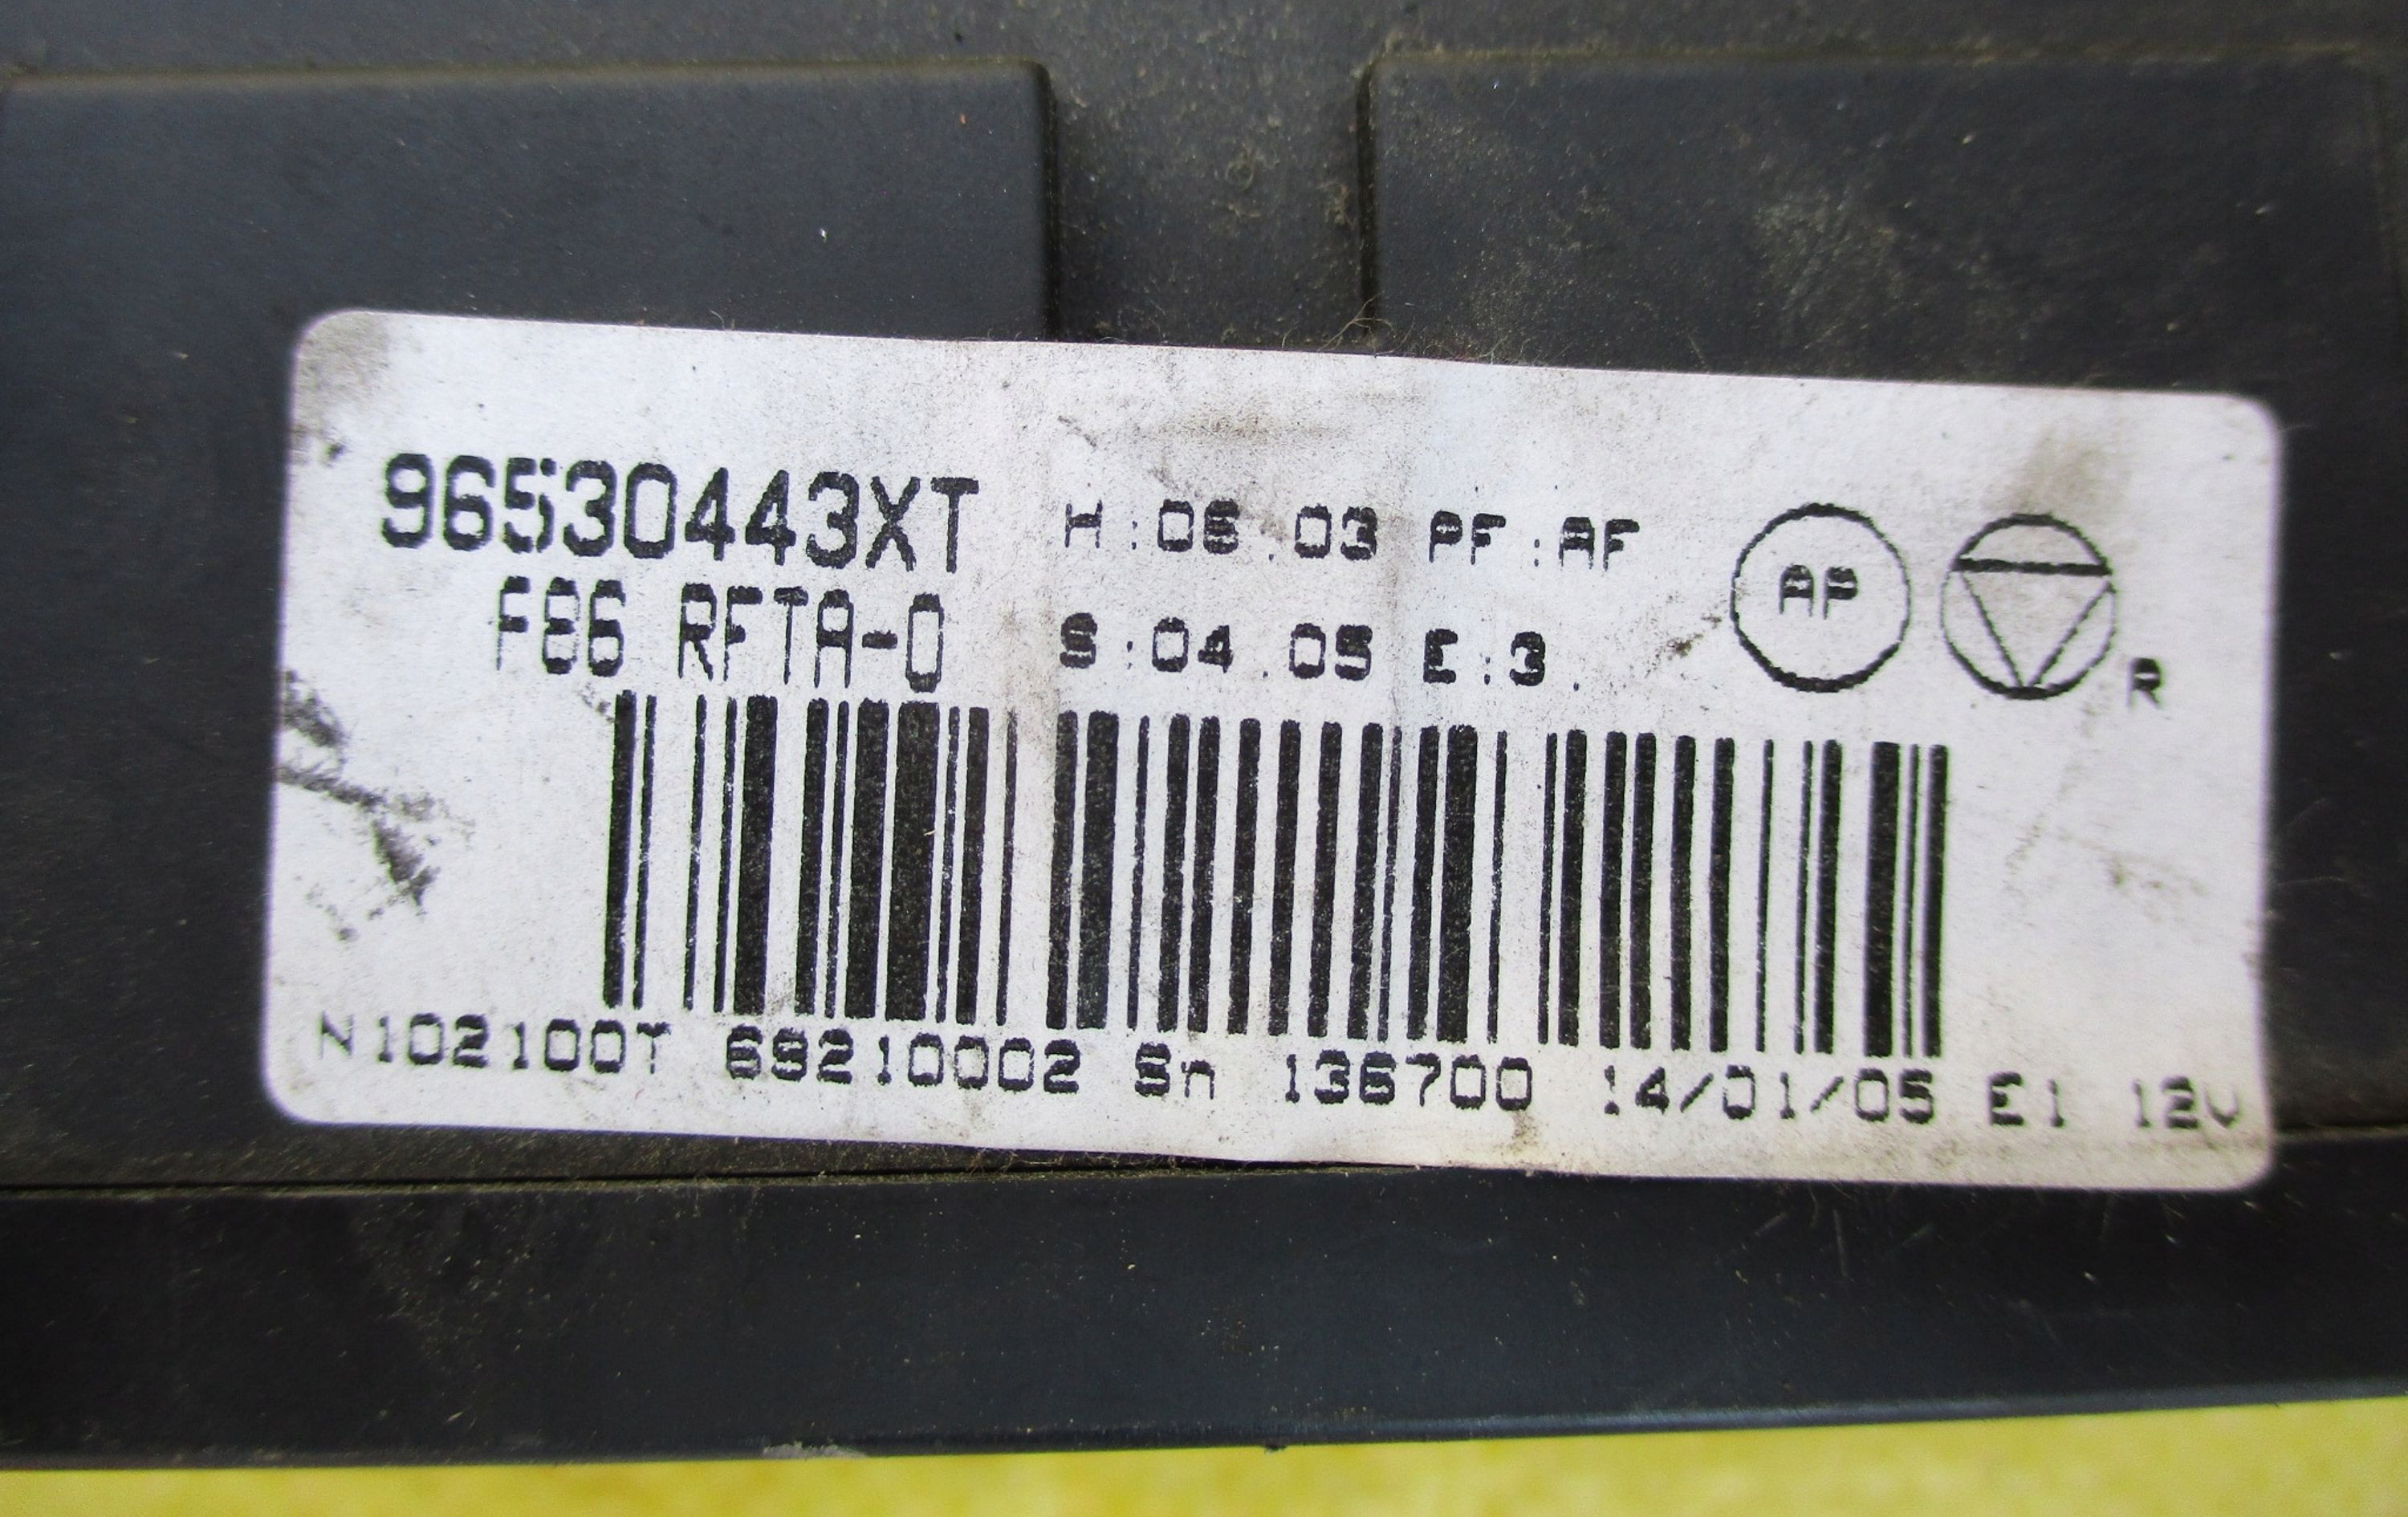 96530443XT H:06.03 PF:AF
AP
F86 RFTA-0 S:04.05 E:3.
R
N102100T 69210002 Sn 136700 14/01/05 E1 12V